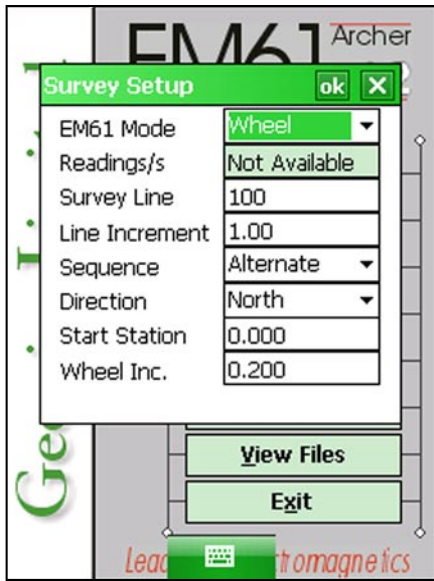 EM61 Archer
Survey Setup ok X
EM61 Mode Wheel
Readings/s Not Available
Survey Line 100
Line Increment 1.00
Sequence Alternate
Direction North
Start Station 0.000
Wheel Inc. 0.200
View Files
Exit